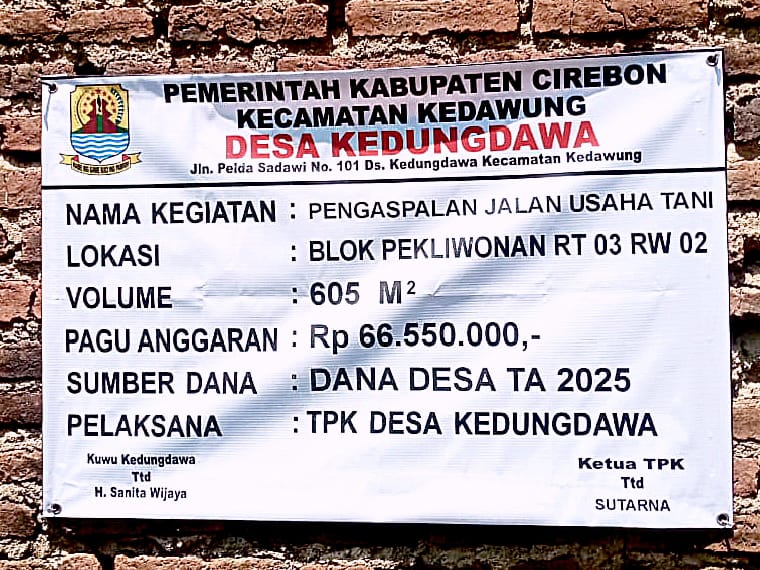 PEMERINTAH KABUPATEN CIREBON
KECAMATAN KEDAWUNG
DESA KEDUNGDAWA
Jln. Pelda Sadawi No. 101 Ds. Kedungdawa Kecamatan Kedawung
NAMA KEGIATAN : PENGASPALAN JALAN USAHA TANI
LOKASI : BLOK PEKLIWONAN RT 03 RW 02
VOLUME : 605 M²
PAGU ANGGARAN : Rp 66.550.000,-
SUMBER DANA : DANA DESA TA 2025
PELAKSANA : TPK DESA KEDUNGDAWA
Kuwu Kedungdawa
Ttd
H. Sanita Wijaya
Ketua TPK
Ttd
SUTARNA